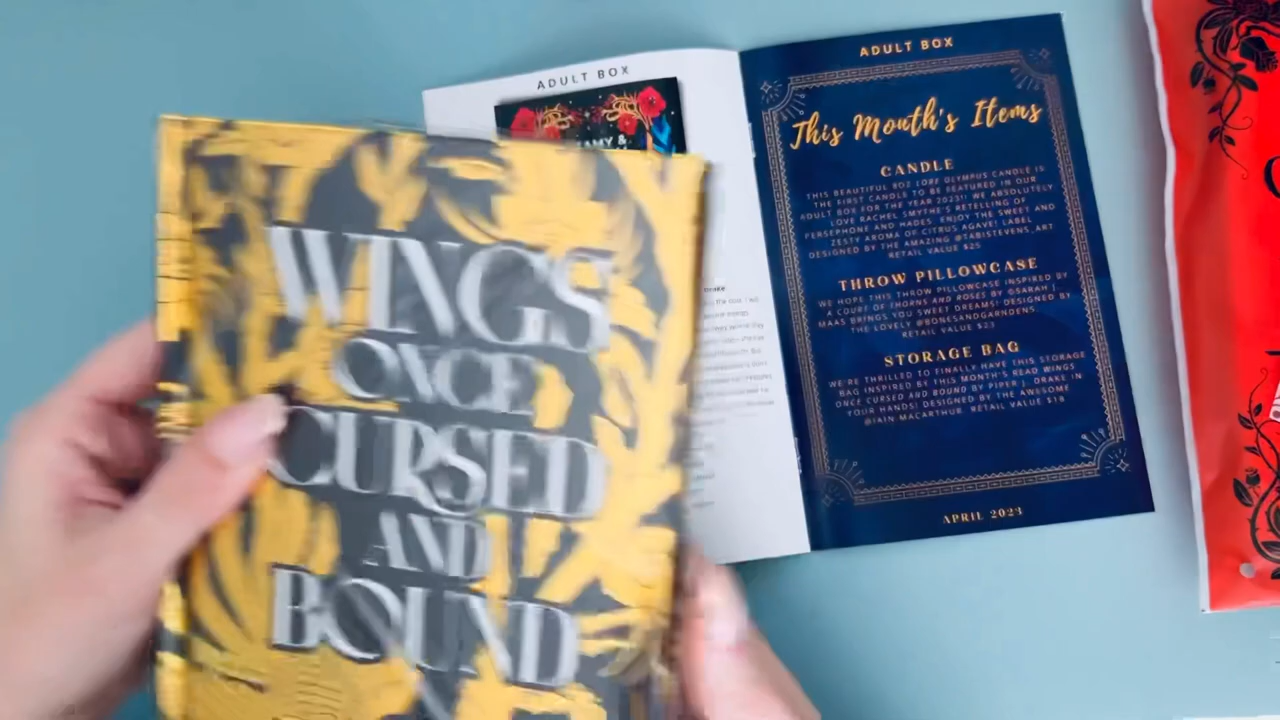 WINGS
ONCE
CURSED
AND
BOUND
ADULT BOX
AMY &
ADULT BOX
This Month's Items
CANDLE
THIS BEAUTIFUL 8OZ LORE OLYMPUS CANDLE IS
THE FIRST CANDLE TO BE FEATURED IN OUR
ADULT BOX FOR THE YEAR 2023!! WE ABSOLUTELY
LOVE RACHEL SMYTHE'S RETELLING OF
PERSEPHONE AND HADES. ENJOY THE SWEET AND
ZESTY AROMA OF CITRUS AGAVE! LABEL
DESIGNED BY THE AMAZING @TABISTEVENS_ART
RETAIL VALUE $25
THROW PILLOWCASE
WE HOPE THIS THROW PILLOWCASE INSPIRED BY
A COURT OF THORNS AND ROSES BY @SARAH J.
MAAS BRINGS YOU SWEET DREAMS! DESIGNED BY
THE LOVELY @BONESANDGARNDENS.
RETAIL VALUE $23
STORAGE BAG
WE'RE THRILLED TO FINALLY HAVE THIS STORAGE
BAG INSPIRED BY THIS MONTH'S READ WINGS
ONCE CURSED AND BOUND BY PIPER J. DRAKE IN
YOUR HANDS! DESIGNED BY THE AWESOME
@IAIN.MACARTHUR. RETAIL VALUE $18
APRIL 2023